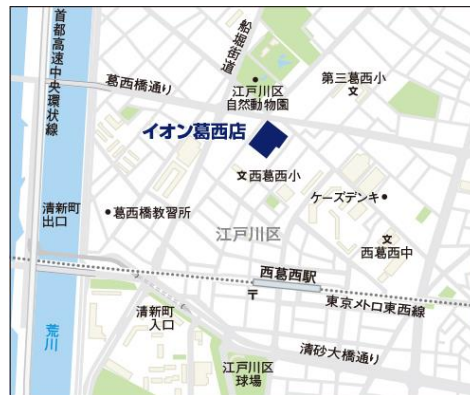 首都高速中央環状線
船堀街道
葛西橋通り
江戸川区
自然動物園
第三葛西小
文
イオン葛西店
文 西葛西小
ケーズデンキ
清新町
出口
葛西橋教習所
江戸川区
文
西葛西中
西葛西駅
〒
東京メトロ東西線
荒川
清新町
入口
清砂大橋通り
江戸川区
球場